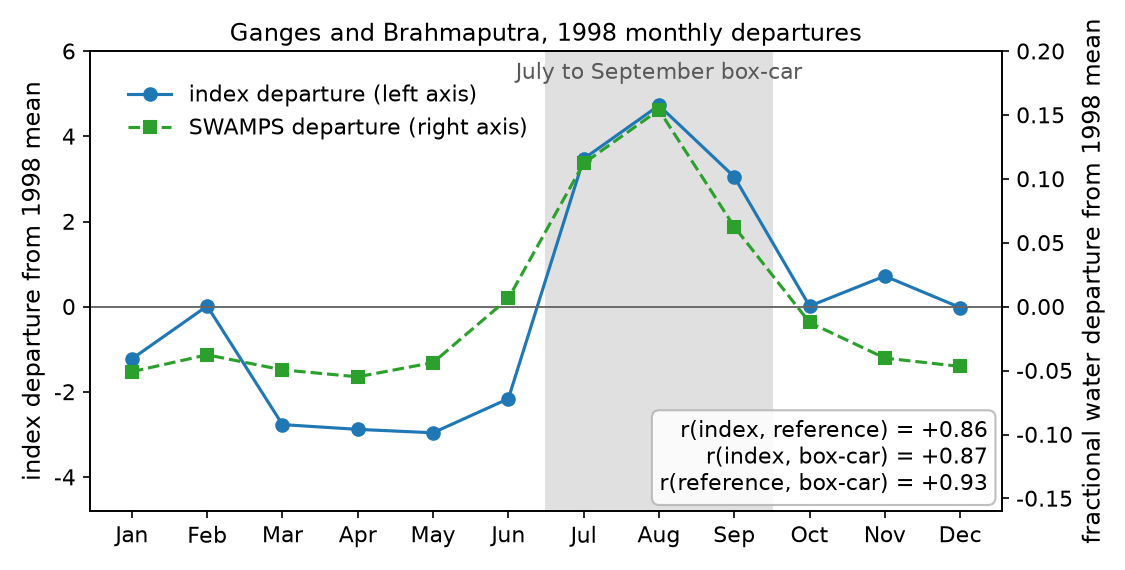 Ganges and Brahmaputra, 1998 monthly departures
July to September box-car
index departure (left axis)
SWAMPS departure (right axis)
index departure from 1998 mean
6
4
2
0
-2
-4
0.20
0.15
0.10
0.05
0.00
-0.05
-0.10
-0.15
fractional water departure from 1998 mean
r(index, reference) = +0.86
r(index, box-car) = +0.87
r(reference, box-car) = +0.93
Jan Feb Mar Apr May Jun Jul Aug Sep Oct Nov Dec